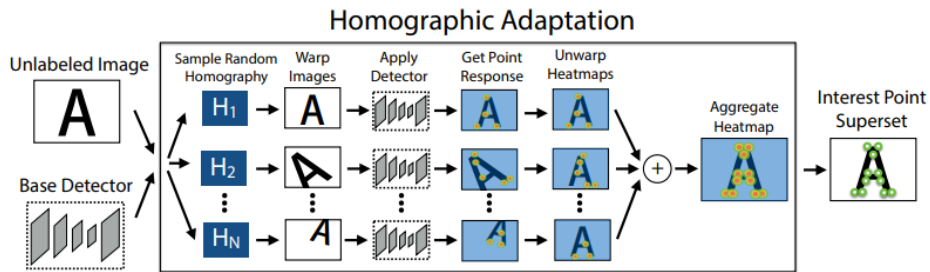 Homographic Adaptation
Unlabeled Image
A
Base Detector
Sample Random
Homography
Warp
Images
Apply
Detector
Get Point
Response
Unwarp
Heatmaps
H1
A
A
A
H2
A
A
A
HN
A
A
A
+
Aggregate
Heatmap
A
Interest Point
Superset
A